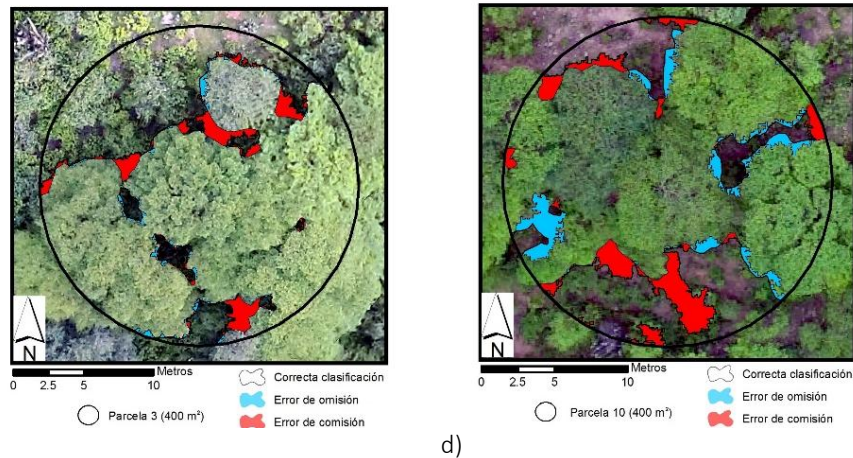 N
Metros
0 2.5 5 10
Correcta clasificación
Error de omisión
Parcela 3 (400 m²)
Error de comisión
N
Metros
0 2.5 5 10
Correcta clasificación
Error de omisión
Parcela 10 (400 m²)
Error de comisión
d)